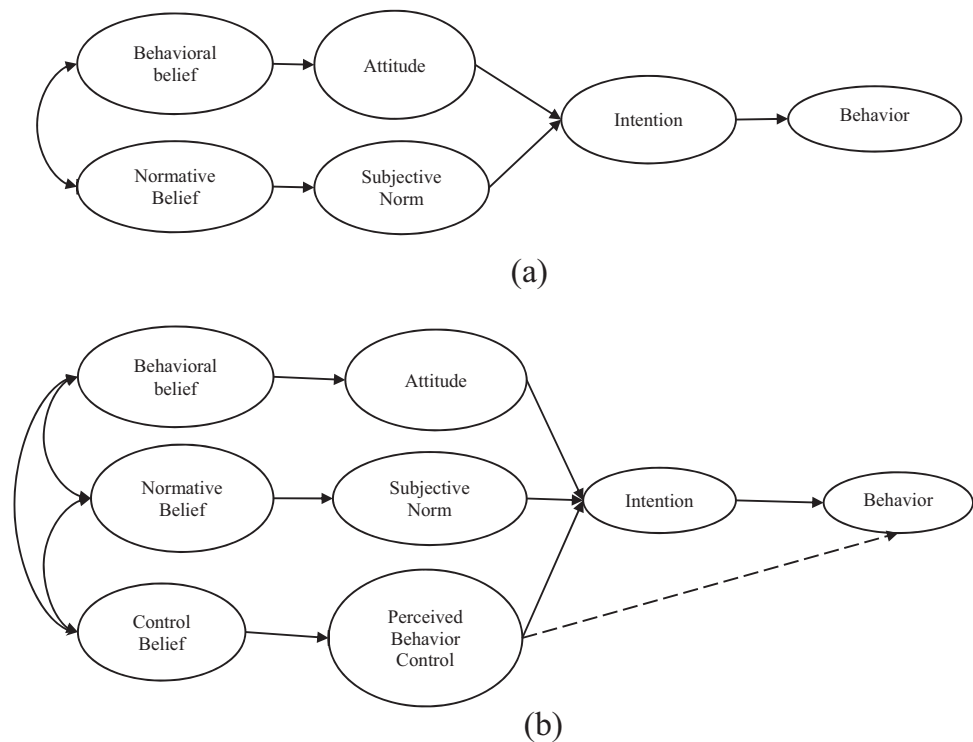 Behavioral
belief
Attitude
Intention
Behavior
Normative
Belief
Subjective
Norm
(a)
Behavioral
belief
Attitude
Normative
Belief
Subjective
Norm
Intention
Behavior
Control
Belief
Perceived
Behavior
Control
(b)